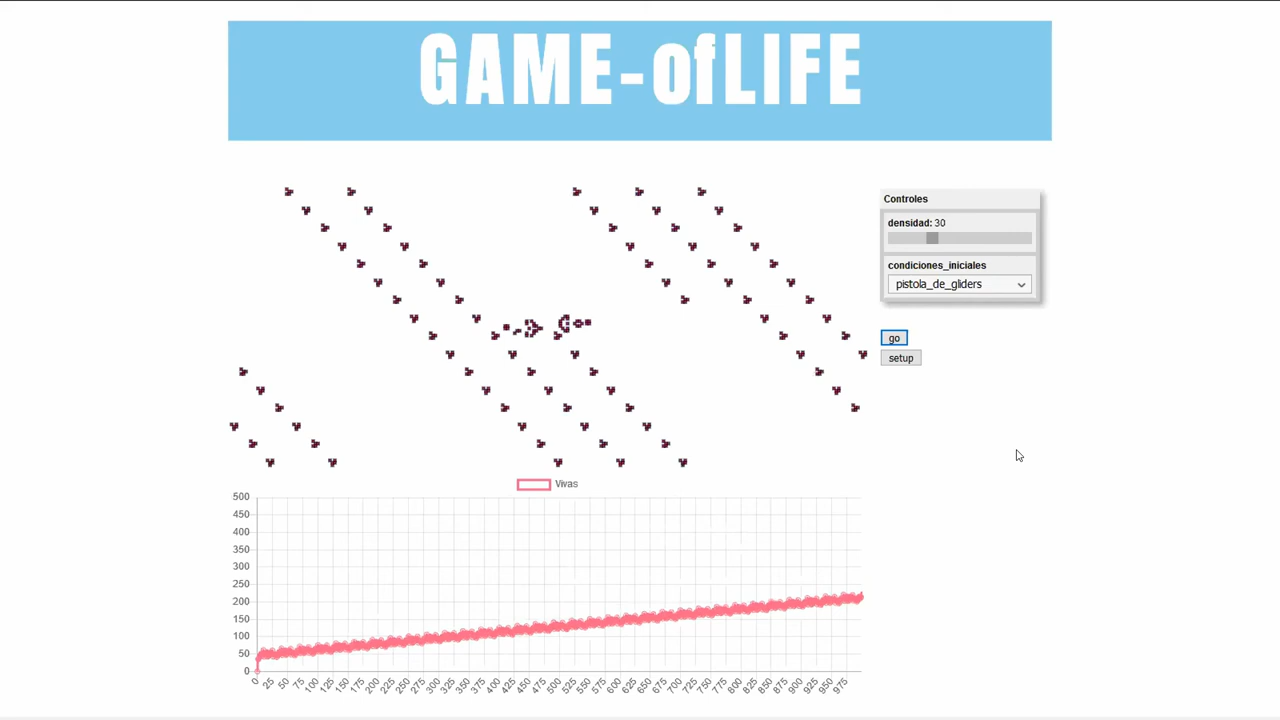 GAME-ofLIFE
Controles
densidad: 30
condiciones_iniciales
pistola_de_gliders
go
setup
Vivas
500
450
400
350
300
250
200
150
100
50
0
0 25 50 75 100 125 150 175 200 225 250 275 300 325 350 375 400 425 450 475 500 525 550 575 600 625 650 675 700 725 750 775 800 825 850 875 900 925 950 975